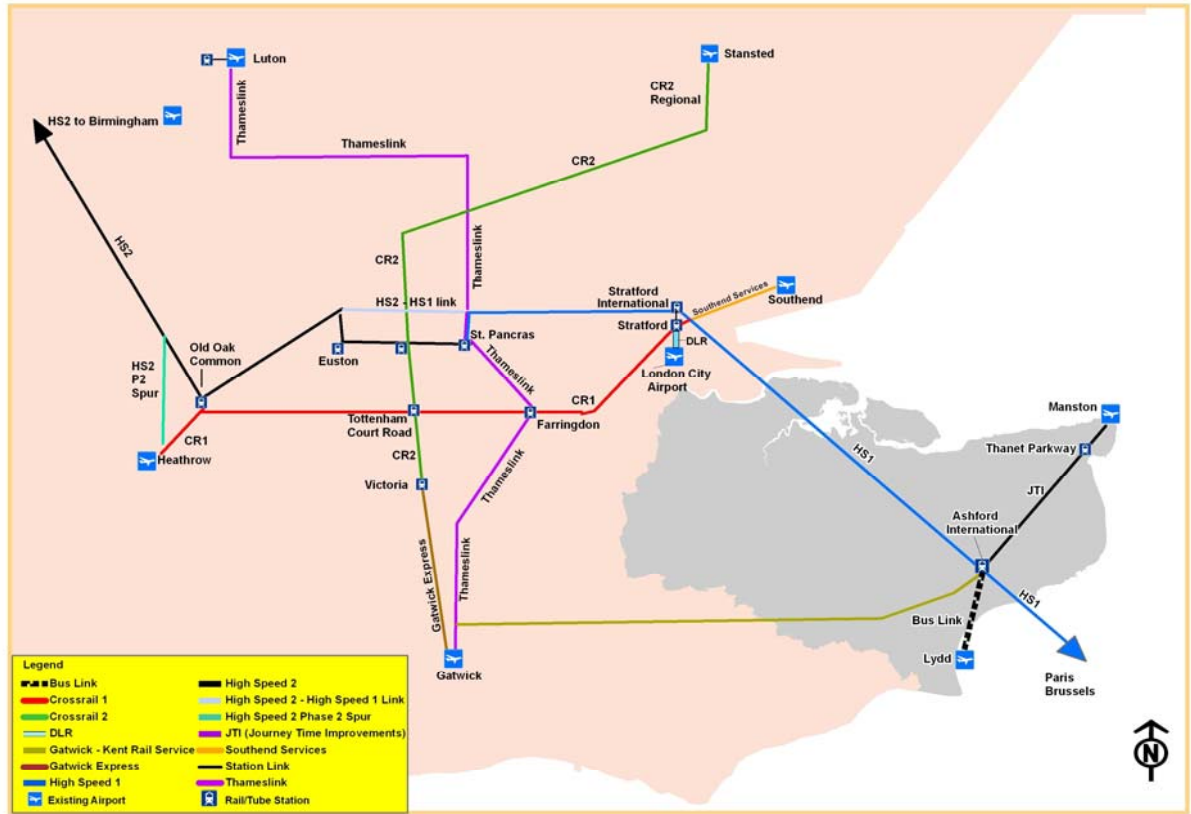 Luton
Stansted
CR2
Regional
Thameslink
HS2 to Birmingham
Thameslink
CR2
HS2
Thameslink
CR2
HS2 - HS1 link
Stratford
International
Southend Services
Southend
Stratford
DLR
St. Pancras
Old Oak
Common
Euston
HS2
P2
Spur
Thameslink
London City
Airport
CR1
Tottenham
Court Road
Farringdon
CR1
Manston
Heathrow
CR2
Thameslink
HS1
Thanet Parkway
Victoria
JTI
Ashford
International
Gatwick Express
Thameslink
HS1
Bus Link
Lydd
Gatwick
Paris
Brussels
Legend
Bus Link
Crossrail 1
Crossrail 2
DLR
Gatwick - Kent Rail Service
Gatwick Express
High Speed 1
Existing Airport
High Speed 2
High Speed 2 - High Speed 1 Link
High Speed 2 Phase 2 Spur
JTI (Journey Time Improvements)
Southend Services
Station Link
Thameslink
Rail/Tube Station
N